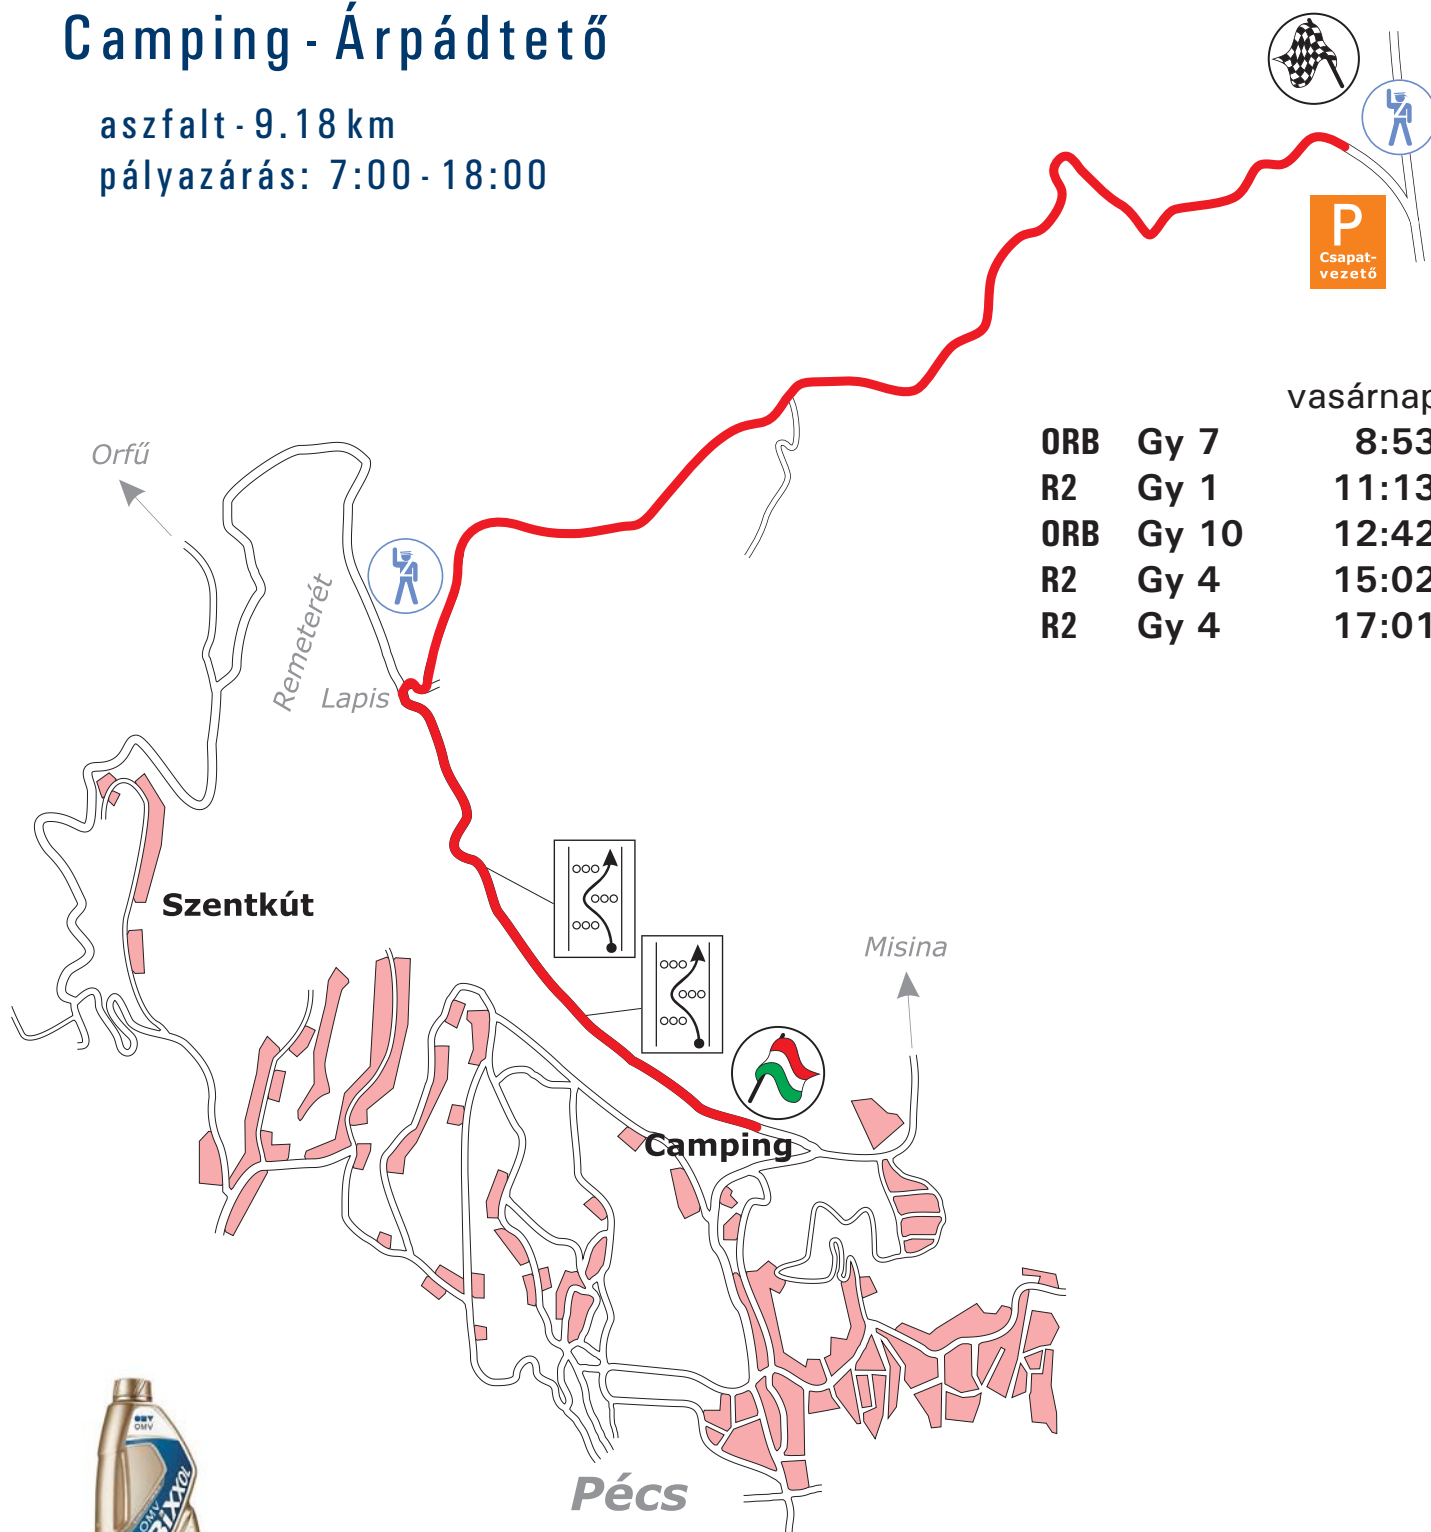 Camping - Árpádtető
aszfalt - 9.18 km
pályazárás: 7:00 - 18:00
P
Csapat-
vezető
vasárnap
ORB Gy 7 8:53
R2 Gy 1 11:13
ORB Gy 10 12:42
R2 Gy 4 15:02
R2 Gy 4 17:01
Orfű
Remeterét
Lapis
Szentkút
Misina
Camping
Pécs
OMV
OMV